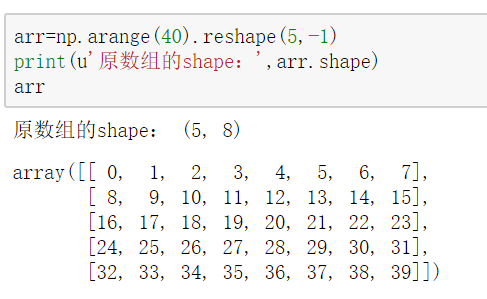 arr=np.arange(40).reshape(5,-1)
print(u'原数组的shape：',arr.shape)
arr
原数组的shape： (5, 8)
array([[ 0,  1,  2,  3,  4,  5,  6,  7],
[ 8,  9, 10, 11, 12, 13, 14, 15],
[16, 17, 18, 19, 20, 21, 22, 23],
[24, 25, 26, 27, 28, 29, 30, 31],
[32, 33, 34, 35, 36, 37, 38, 39]])